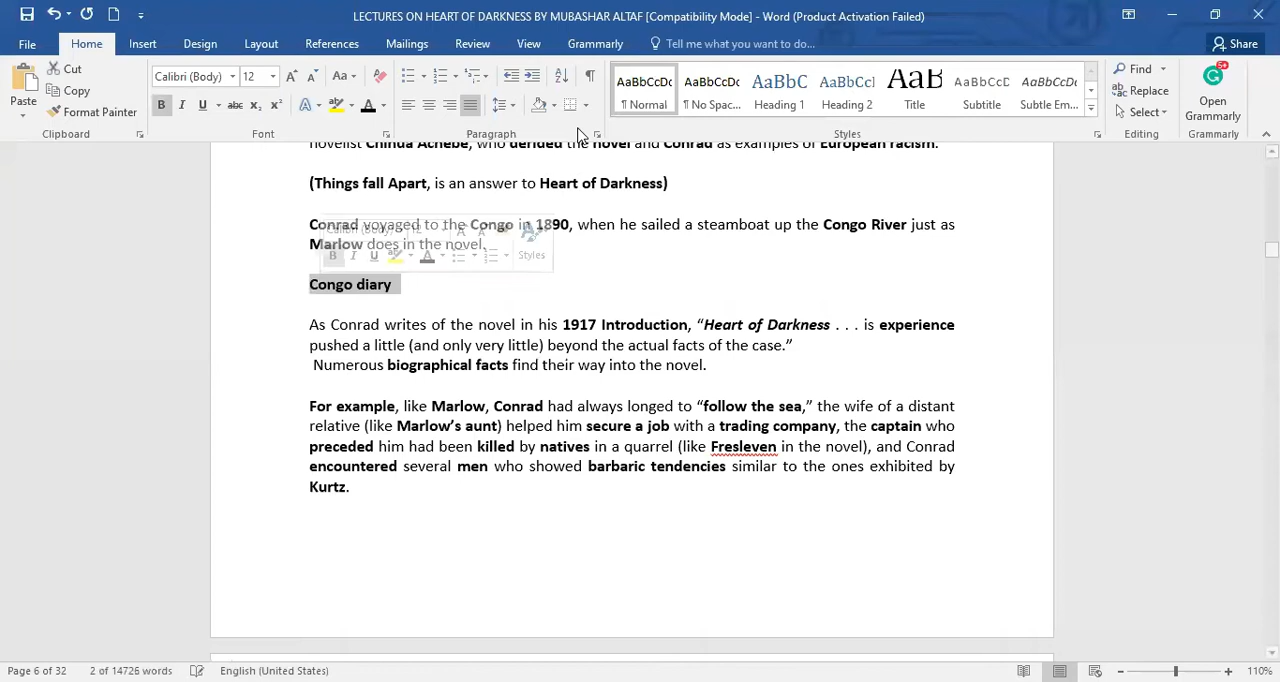 LECTURES ON HEART OF DARKNESS BY MUBASHAR ALTAF [Compatibility Mode] - Word (Product Activation Failed)
File Home Insert Design Layout References Mailings Review View Grammarly Tell me what you want to do... Share
Paste Cut Copy Format Painter
Calibri (Body) 12
AaBbCcDc AaBbCcDc AaBbC AaBbCcI AaB AaBbCcD AaBbCcDc
¶ Normal ¶ No Spac... Heading 1 Heading 2 Title Subtitle Subtle Em...
Find Replace Select
Open Grammarly
Clipboard Font Paragraph Styles Editing Grammarly
novelist Chinua Achebe, who derided the novel and Conrad as examples of European racism.
(Things fall Apart, is an answer to Heart of Darkness)
Conrad voyaged to the Congo in 1890, when he sailed a steamboat up the Congo River just as
Marlow does in the novel.
Calibri (Body) 12
Styles
Congo diary
As Conrad writes of the novel in his 1917 Introduction, “Heart of Darkness . . . is experience
pushed a little (and only very little) beyond the actual facts of the case.”
Numerous biographical facts find their way into the novel.
For example, like Marlow, Conrad had always longed to “follow the sea,” the wife of a distant
relative (like Marlow’s aunt) helped him secure a job with a trading company, the captain who
preceded him had been killed by natives in a quarrel (like Fresleven in the novel), and Conrad
encountered several men who showed barbaric tendencies similar to the ones exhibited by
Kurtz.
Page 6 of 32 2 of 14726 words English (United States) 110%